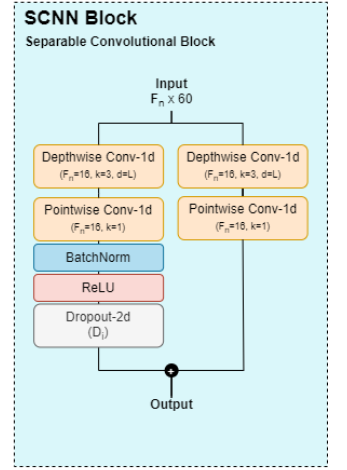 SCNN Block
Separable Convolutional Block
Input
Fₙ x 60
Depthwise Conv-1d
(Fₙ=16, k=3, d=L)
Pointwise Conv-1d
(Fₙ=16, k=1)
BatchNorm
ReLU
Dropout-2d
(Dᵢ)
Depthwise Conv-1d
(Fₙ=16, k=3, d=L)
Pointwise Conv-1d
(Fₙ=16, k=1)
+
Output